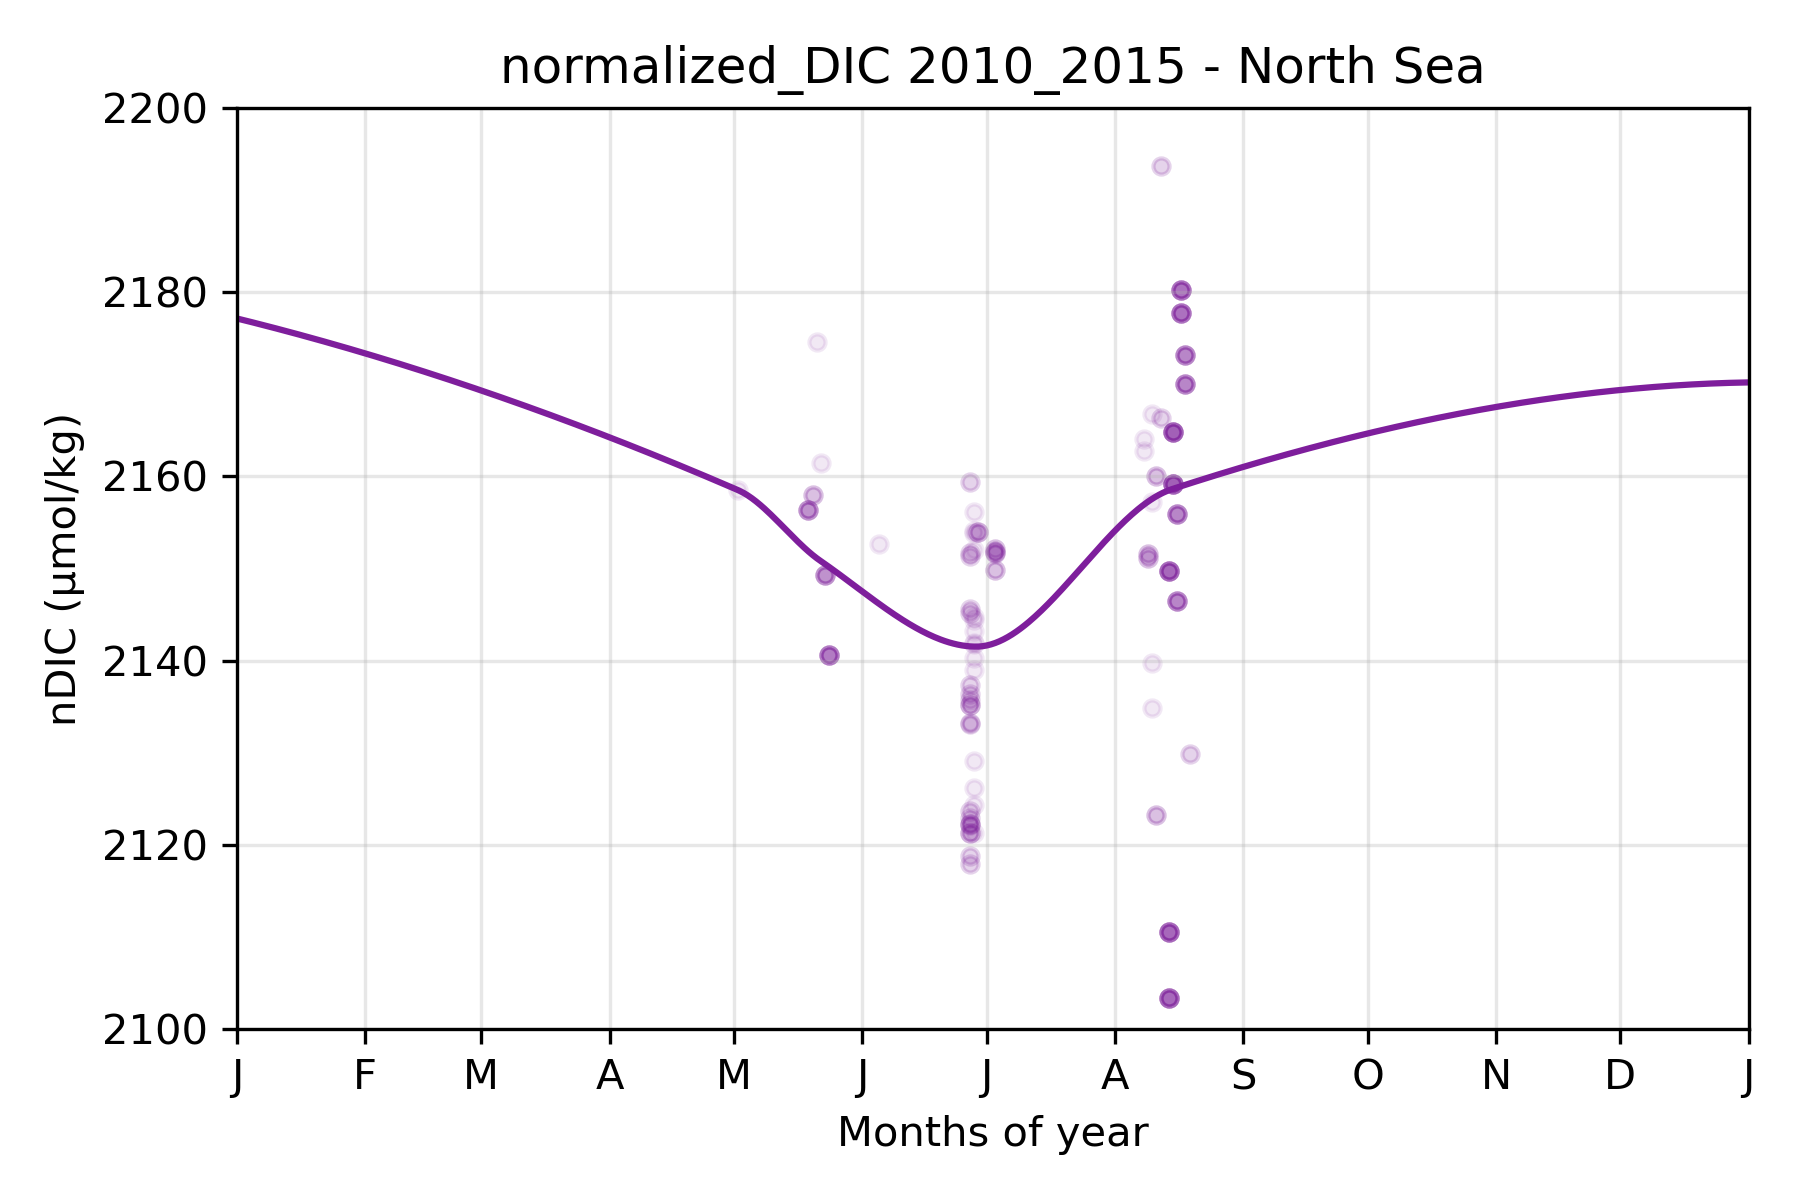 normalized_DIC 2010_2015 - North Sea
2200
2180
2160
2140
2120
2100
nDIC (μmol/kg)
J F M A M J J A S O N D J
Months of year